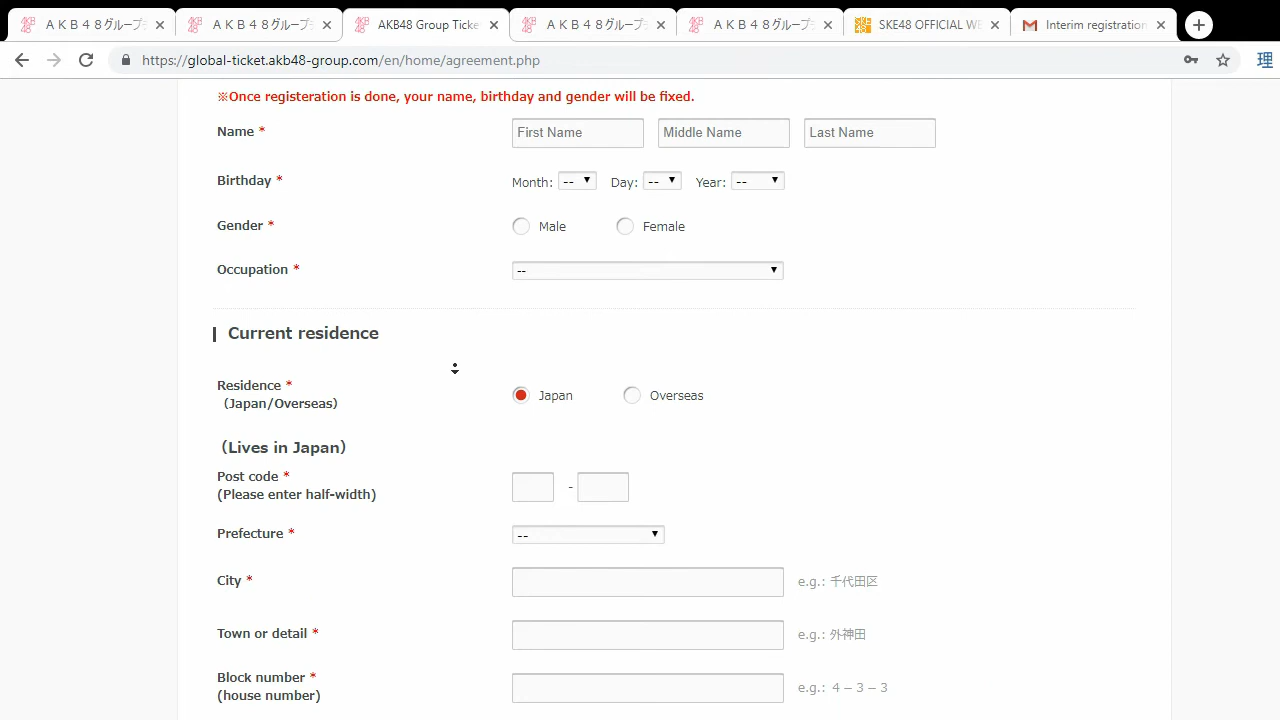 ＡＫＢ４８グループ
ＡＫＢ４８グループ
AKB48 Group Ticke
ＡＫＢ４８グループ
ＡＫＢ４８グループ
SKE48 OFFICIAL WE
Interim registration
https://global-ticket.akb48-group.com/en/home/agreement.php
理
※Once registeration is done, your name, birthday and gender will be fixed.
Name *
First Name
Middle Name
Last Name
Birthday *
Month: --
Day: --
Year: --
Gender *
Male
Female
Occupation *
--
Current residence
Residence *
(Japan/Overseas)
Japan
Overseas
（Lives in Japan）
Post code *
(Please enter half-width)
-
Prefecture *
--
City *
e.g.: 千代田区
Town or detail *
e.g.: 外神田
Block number *
(house number)
e.g.: ４－３－３